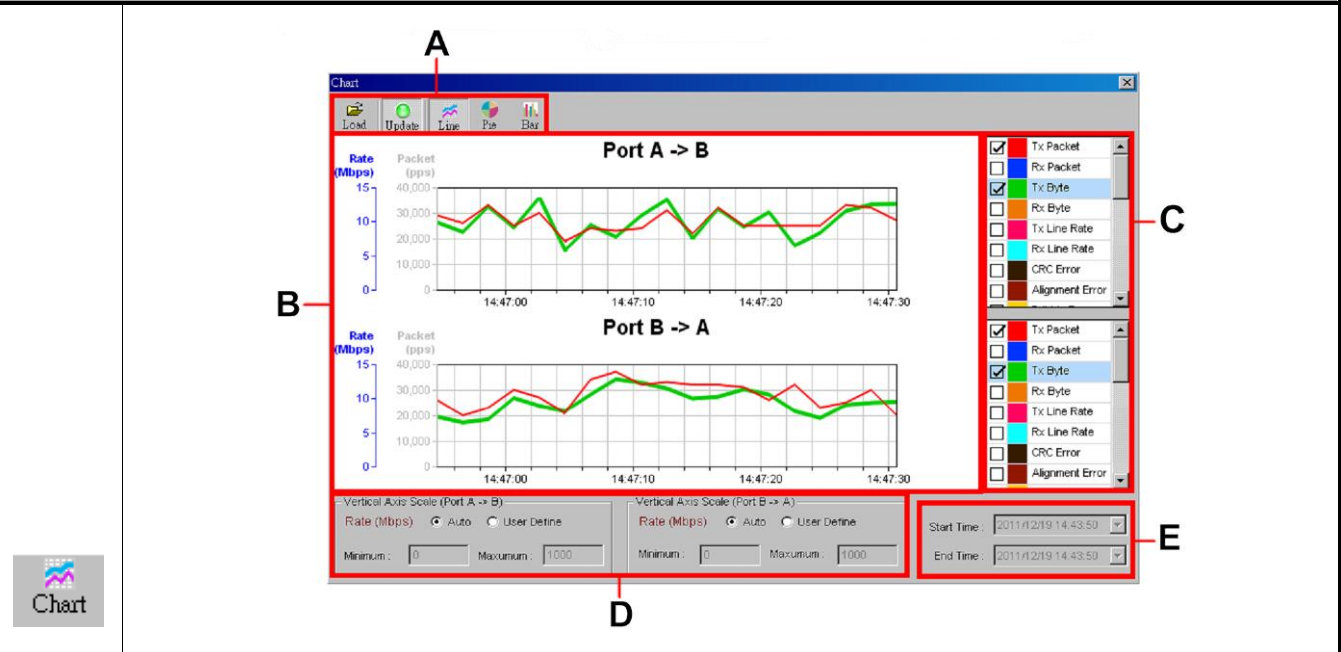 A
Chart
Load Update Line Pie Bar
Port A -> B
Rate (Mbps)
Packet (pps)
15 40,000
30,000
10
20,000
5
10,000
0 0
14:47:00 14:47:10 14:47:20 14:47:30
Tx Packet
Rx Packet
Tx Byte
Rx Byte
Tx Line Rate
Rx Line Rate
CRC Error
Alignment Error
C
B
Port B -> A
Rate (Mbps)
Packet (pps)
15 40,000
30,000
10
20,000
5
10,000
0 0
14:47:00 14:47:10 14:47:20 14:47:30
Tx Packet
Rx Packet
Tx Byte
Rx Byte
Tx Line Rate
Rx Line Rate
CRC Error
Alignment Error
Vertical Axis Scale (Port A -> B)
Rate (Mbps) Auto User Define
Minimum : 0 Maxumum : 1000
Vertical Axis Scale (Port B -> A)
Rate (Mbps) Auto User Define
Minimum : 0 Maxumum : 1000
Start Time : 2011/12/19 14:43:50
End Time : 2011/12/19 14:43:50
E
D
Chart